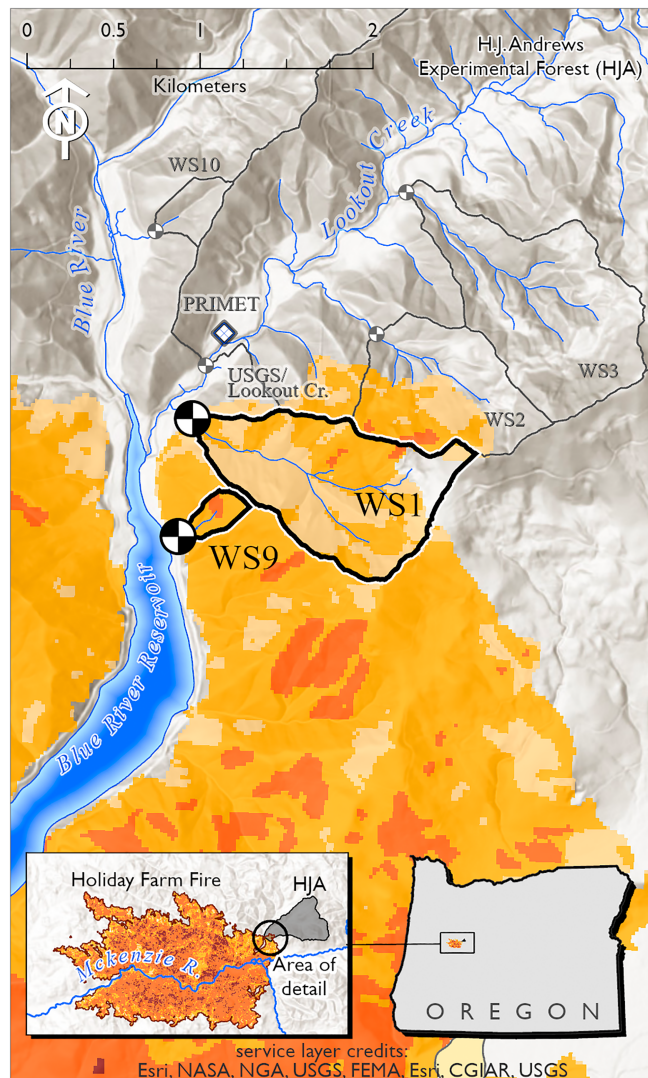 0 0.5 1 2
Kilometers
H.J. Andrews
Experimental Forest (HJA)
N
WS10
Lookout Creek
Blue River
PRIMET
USGS/
Lookout Cr.
WS3
WS2
WS1
WS9
Blue River Reservoir
Holiday Farm Fire
HJA
Mckenzie R.
Area of
detail
OREGON
service layer credits:
Esri, NASA, NGA, USGS, FEMA, Esri, CGIAR, USGS